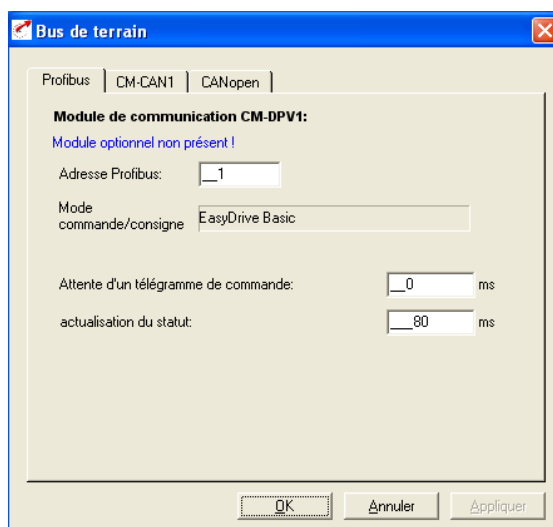 Bus de terrain
Profibus CM-CAN1 CANopen
Module de communication CM-DPV1:
Module optionnel non présent !
Adresse Profibus: __1
Mode
commande/consigne EasyDrive Basic
Attente d'un télégramme de commande: __0 ms
actualisation du statut: ___80 ms
OK Annuler Appliquer